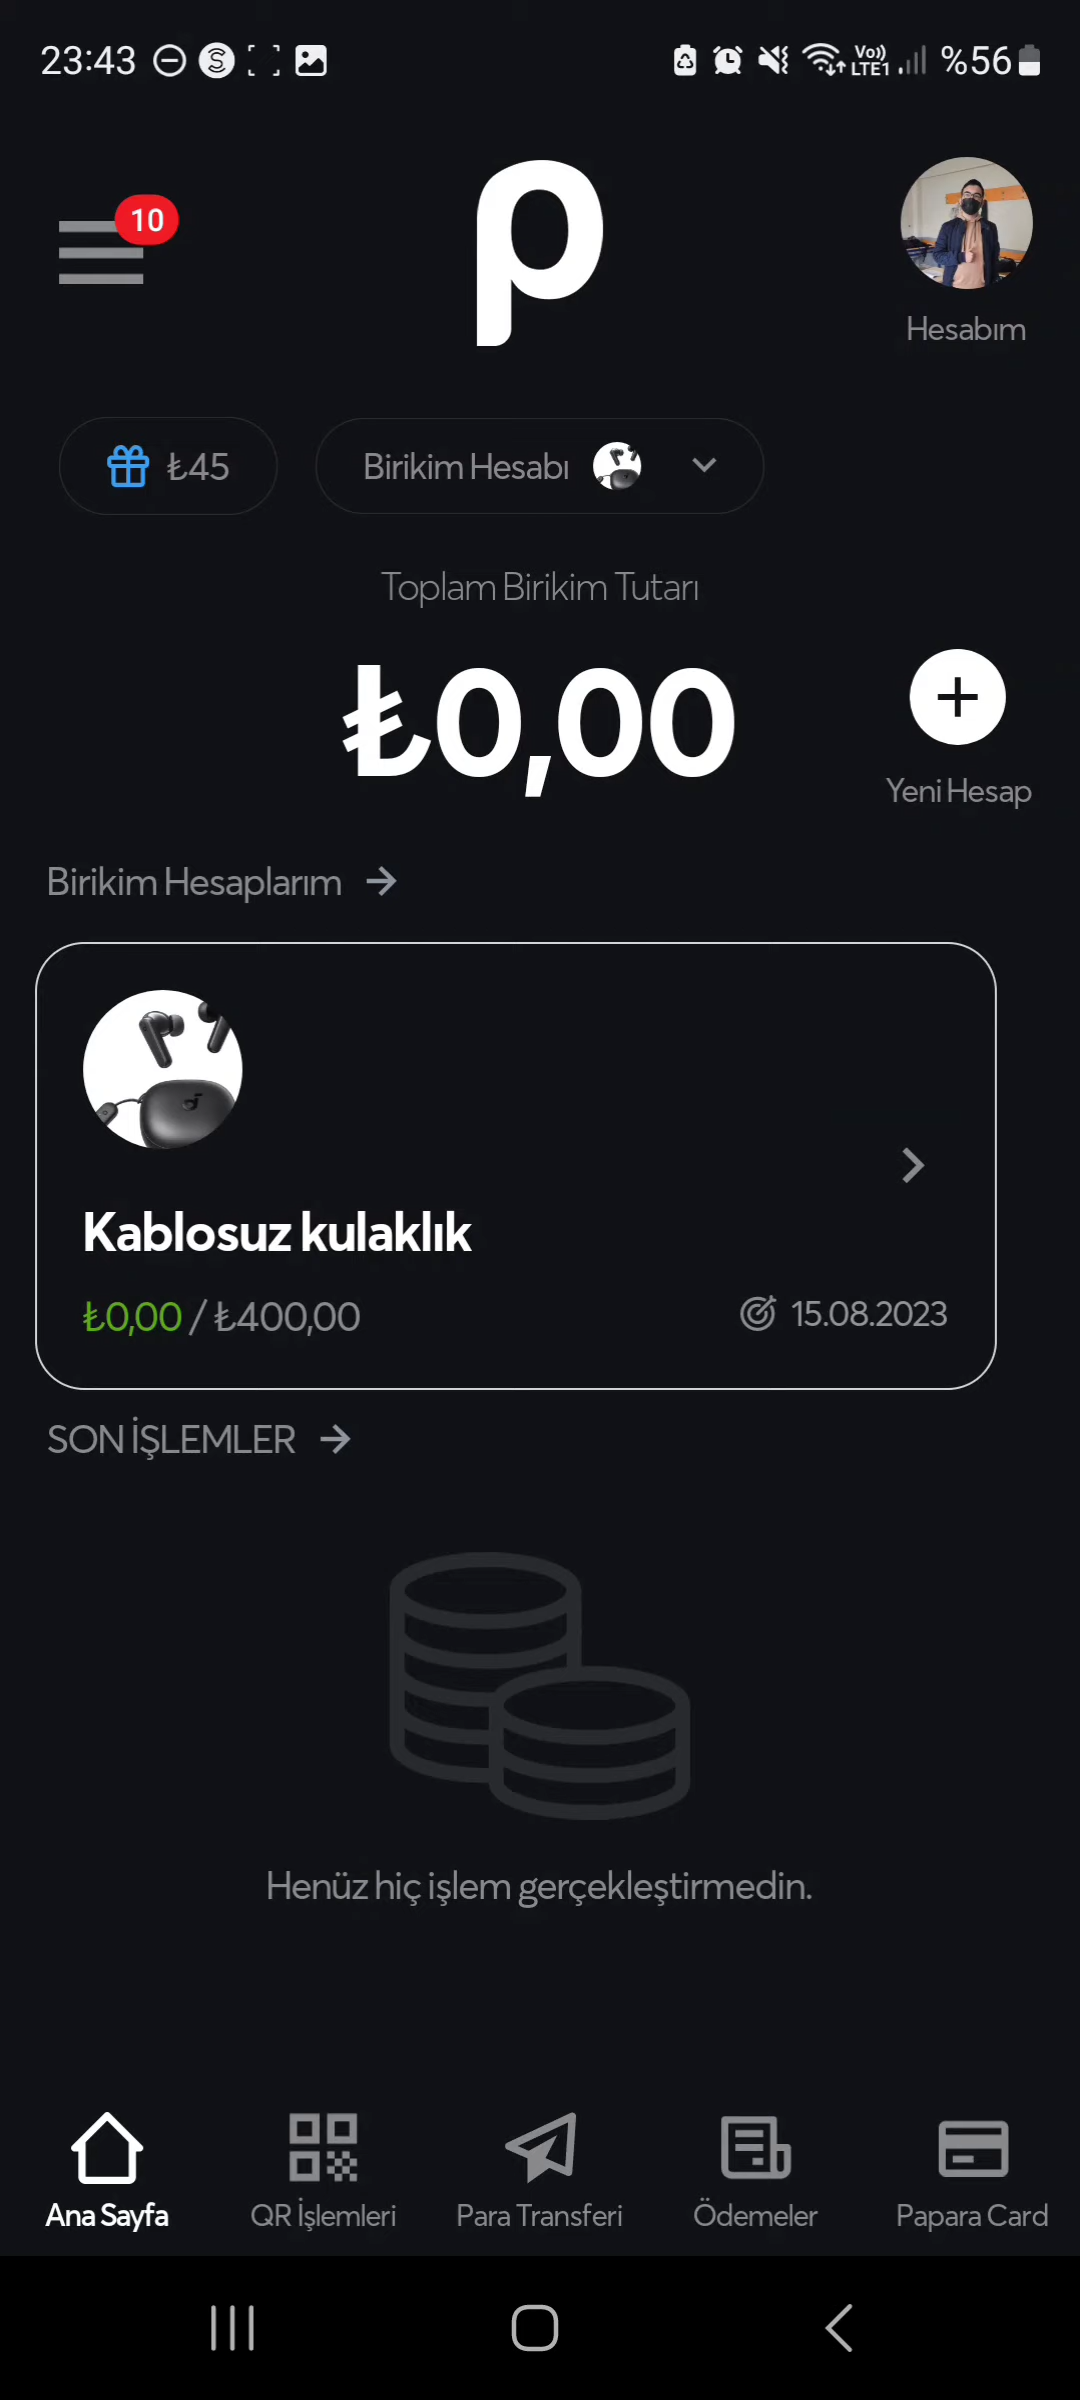 23:43
Vo)) LTE1
%56
10
Hesabım
₺45
Birikim Hesabı
Toplam Birikim Tutarı
₺0,00
Yeni Hesap
Birikim Hesaplarım
Kablosuz kulaklık
₺0,00 / ₺400,00
15.08.2023
SON İŞLEMLER
Henüz hiç işlem gerçekleştirmedin.
Ana Sayfa
QR İşlemleri
Para Transferi
Ödemeler
Papara Card